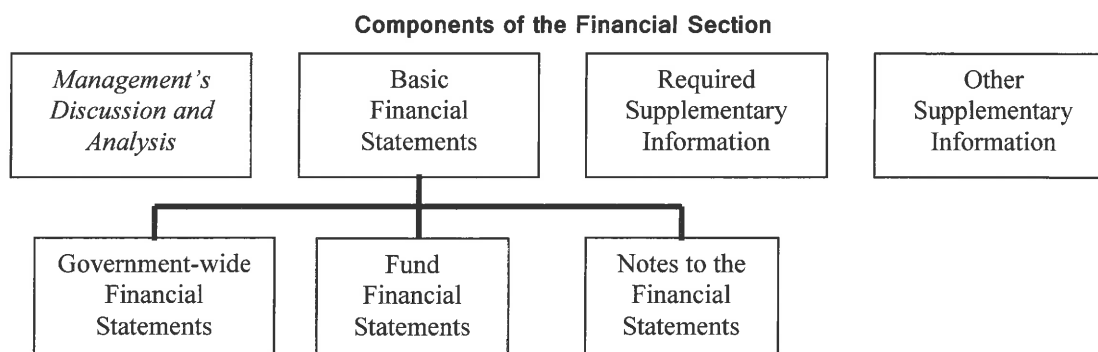 Components of the Financial Section
Management's
Discussion and
Analysis
Basic
Financial
Statements
Required
Supplementary
Information
Other
Supplementary
Information
Government-wide
Financial
Statements
Fund
Financial
Statements
Notes to the
Financial
Statements